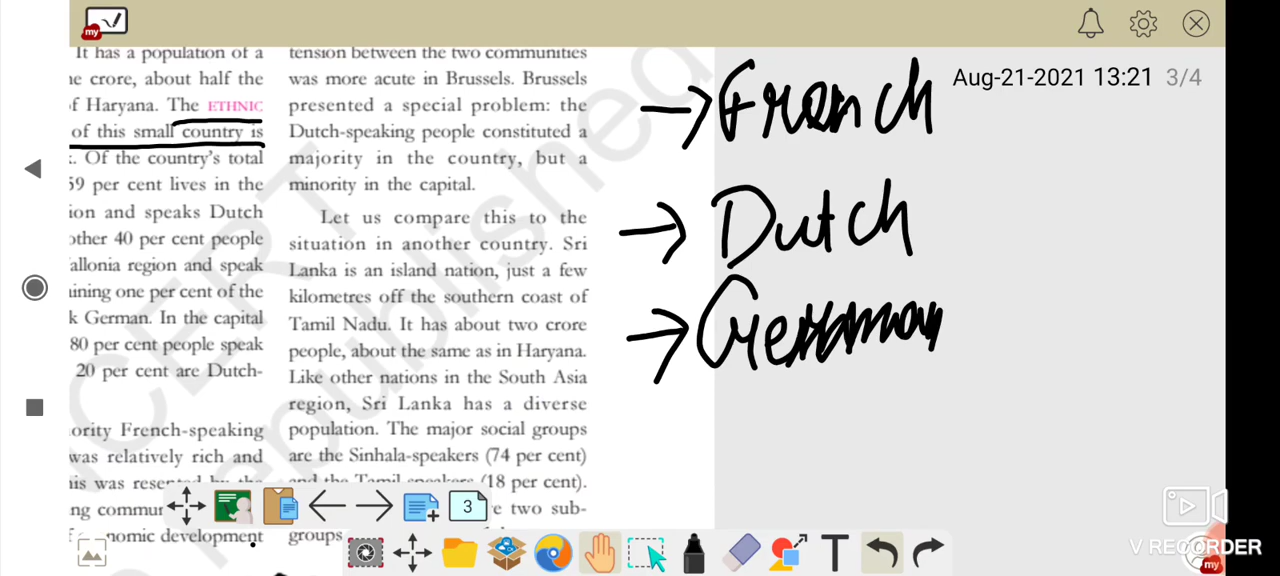 It has a population of a
ne crore, about half the
f Haryana. The ETHNIC
of this small country is
. Of the country's total
59 per cent lives in the
ion and speaks Dutch
other 40 per cent people
allonia region and speak
ining one per cent of the
k German. In the capital
80 per cent people speak
20 per cent are Dutch-
ority French-speaking
was relatively rich and
his was resented by the
ng commun
nomic development
tension between the two communities
was more acute in Brussels. Brussels
presented a special problem: the
Dutch-speaking people constituted a
majority in the country, but a
minority in the capital.
Let us compare this to the
situation in another country. Sri
Lanka is an island nation, just a few
kilometres off the southern coast of
Tamil Nadu. It has about two crore
people, about the same as in Haryana.
Like other nations in the South Asia
region, Sri Lanka has a diverse
population. The major social groups
are the Sinhala-speakers (74 per cent)
and the Tamil speakers (18 per cent).
e two sub-
groups
French
Dutch
German
Aug-21-2021 13:21 3/4
3
T
my
V RECORDER
my
NCERT
republished